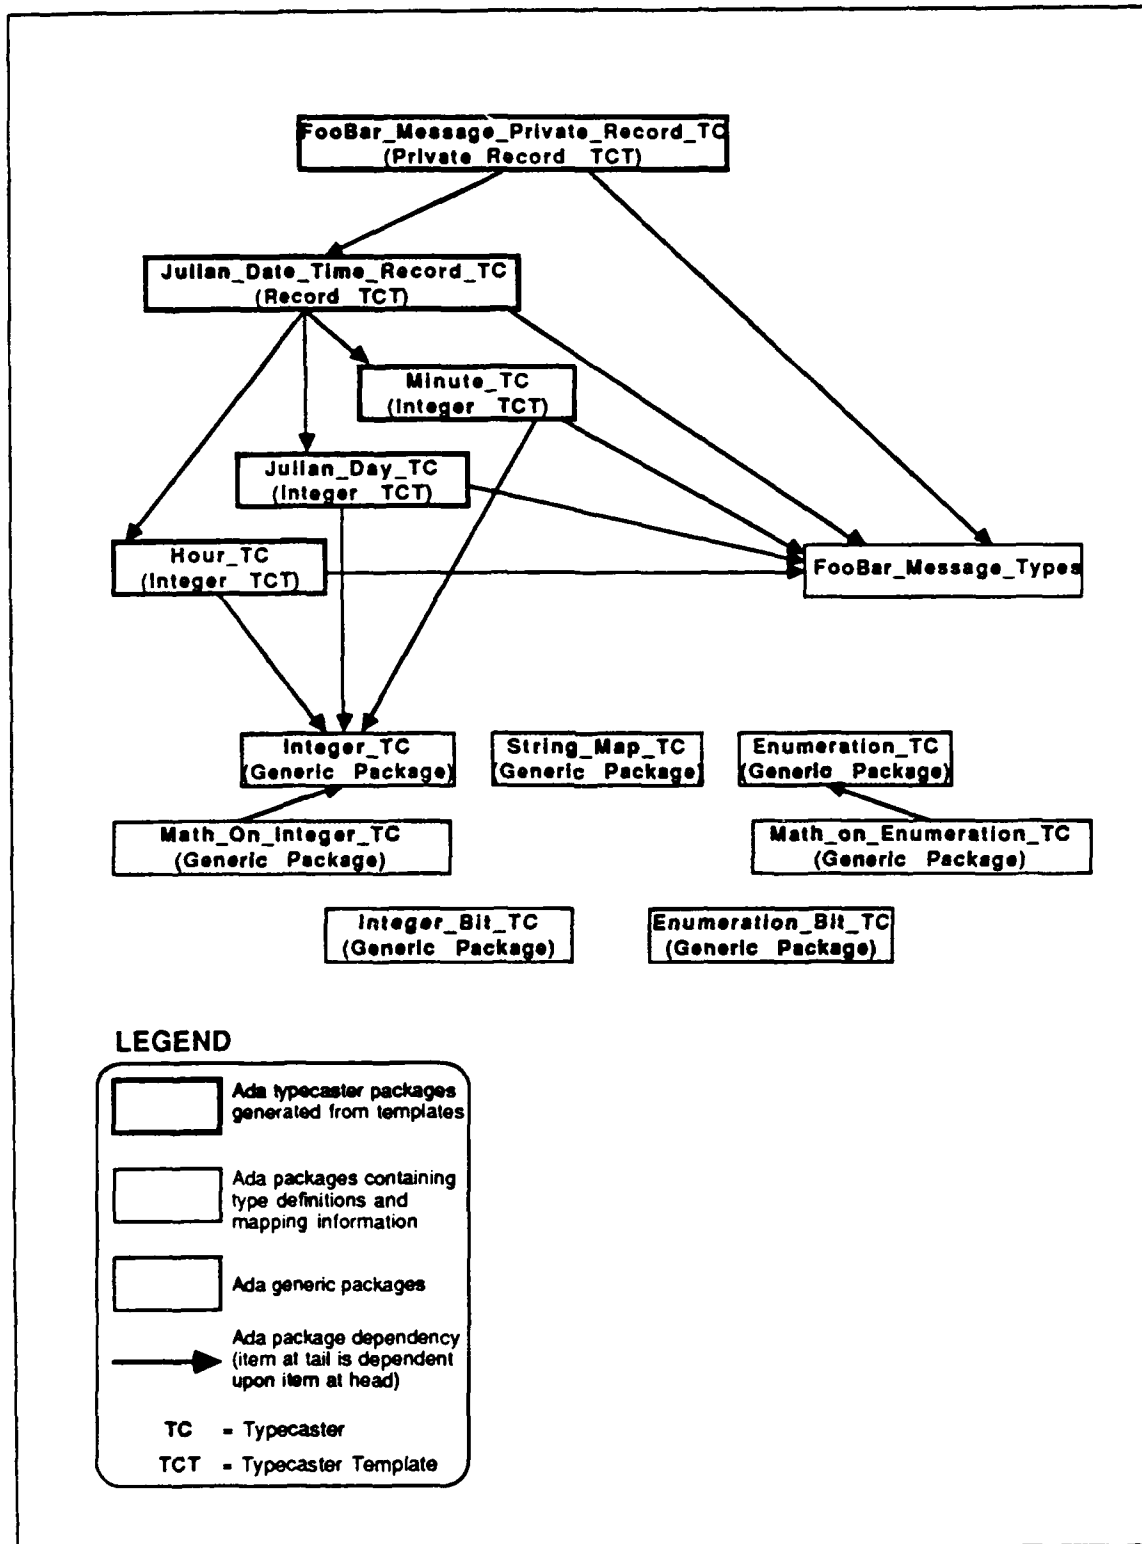 FooBar_Message_Private_Record_TC
(Private Record TCT)
Julian_Date_Time_Record_TC
(Record TCT)
Minute_TC
(Integer TCT)
Julian_Day_TC
(Integer TCT)
Hour_TC
(Integer TCT)
FooBar_Message_Types
Integer_TC
(Generic Package)
String_Map_TC
(Generic Package)
Enumeration_TC
(Generic Package)
Math_On_Integer_TC
(Generic Package)
Math_on_Enumeration_TC
(Generic Package)
Integer_Bit_TC
(Generic Package)
Enumeration_Bit_TC
(Generic Package)
LEGEND
Ada typecaster packages
generated from templates
Ada packages containing
type definitions and
mapping information
Ada generic packages
Ada package dependency
(item at tail is dependent
upon item at head)
TC = Typecaster
TCT = Typecaster Template